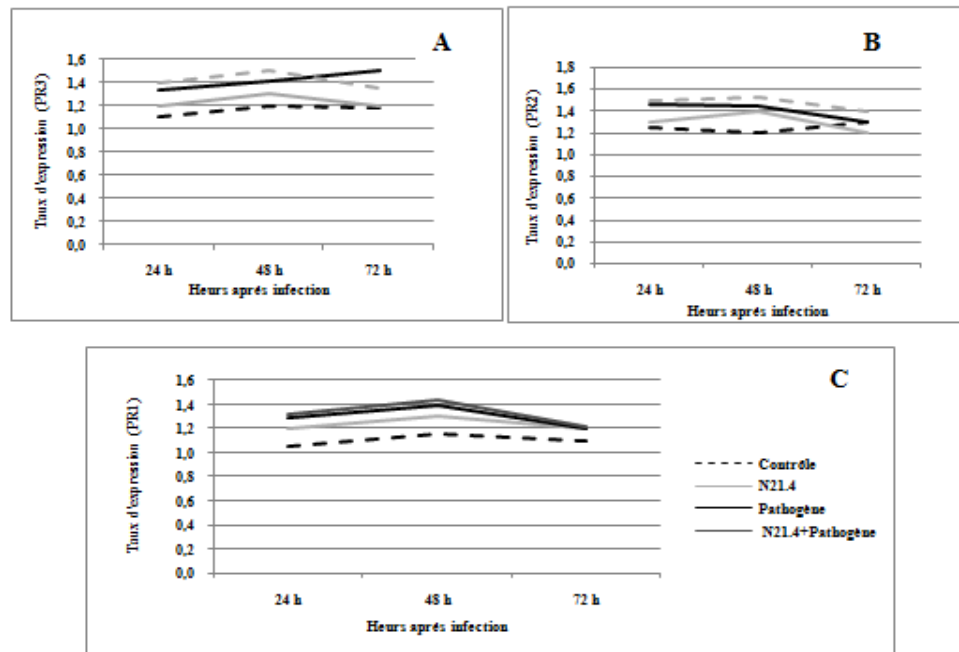 A
Taux d'expression (PR3)
1,6
1,4
1,2
1,0
0,8
0,6
0,4
0,2
0,0
24 h 48 h 72 h
Heurs aprés infection
B
Taux d'expression (PR2)
1,8
1,6
1,4
1,2
1,0
0,8
0,6
0,4
0,2
0,0
24 h 48 h 72 h
Heurs aprés infection
C
Taux d'expression (PR1)
1,6
1,4
1,2
1,0
0,8
0,6
0,4
0,2
0,0
24 h 48 h 72 h
Heurs aprés infection
Contrôle
N21.4
Pathogène
N21.4+Pathogène